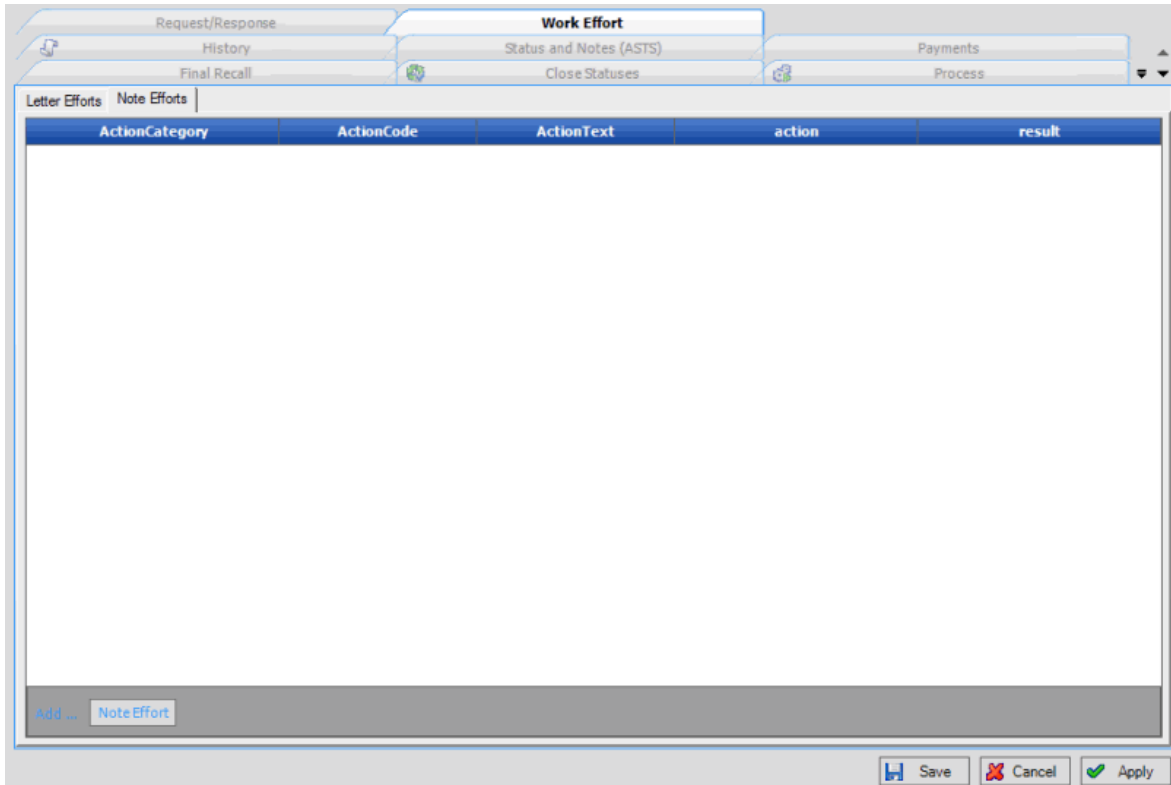 Request/Response Work Effort
History Status and Notes (ASTS) Payments
Final Recall Close Statuses Process
Letter Efforts Note Efforts
ActionCategory ActionCode ActionText action result
Add ... Note Effort
Save Cancel Apply